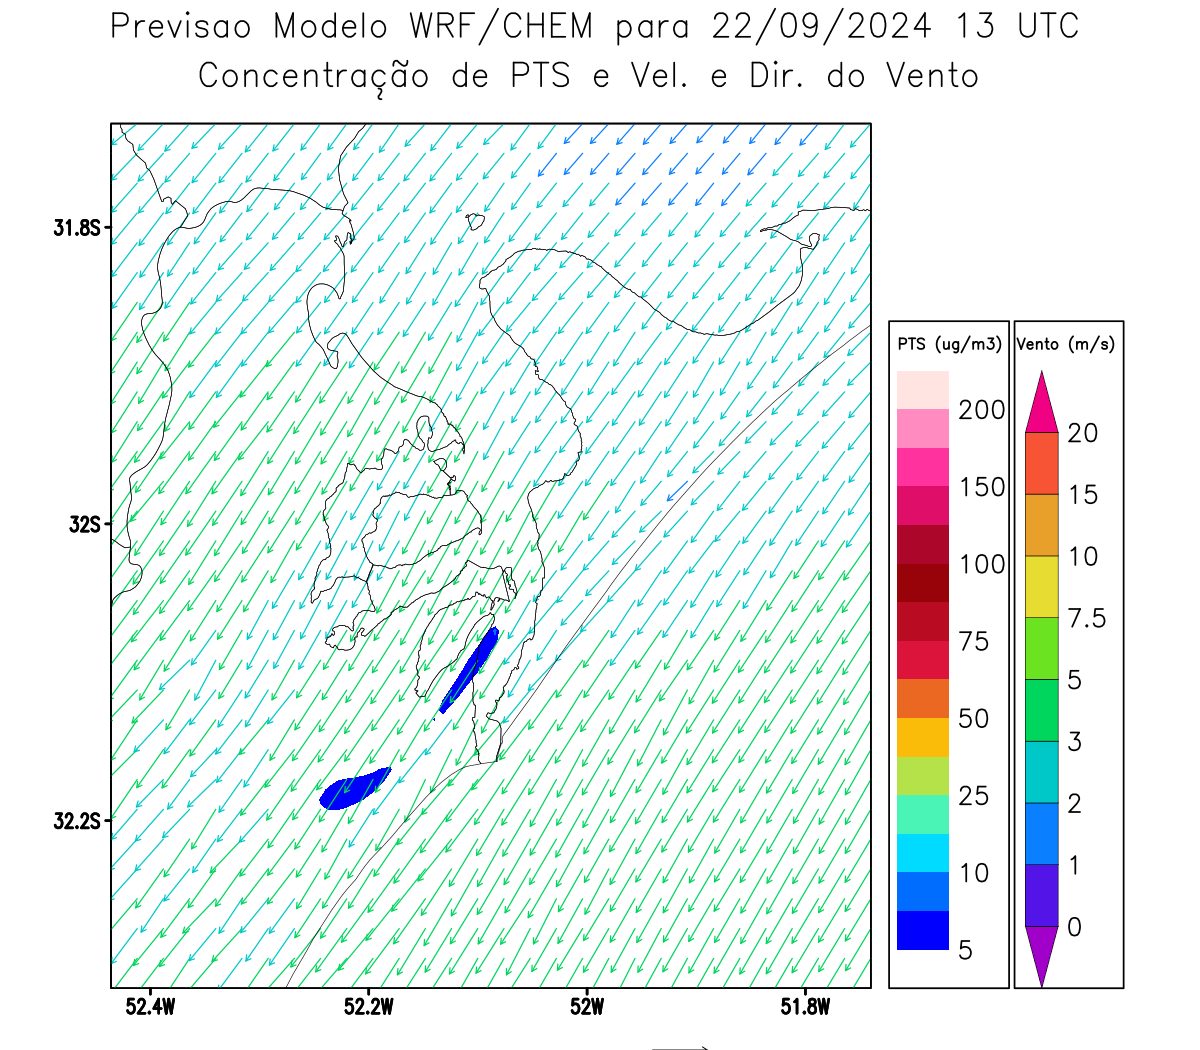 Previsao Modelo WRF/CHEM para 22/09/2024 13 UTC
Concentração de PTS e Vel. e Dir. do Vento
31.8S
32S
32.2S
52.4W 52.2W 52W 51.8W
PTS (ug/m3)
200
150
100
75
50
25
10
5
Vento (m/s)
20
15
10
7.5
5
3
2
1
0